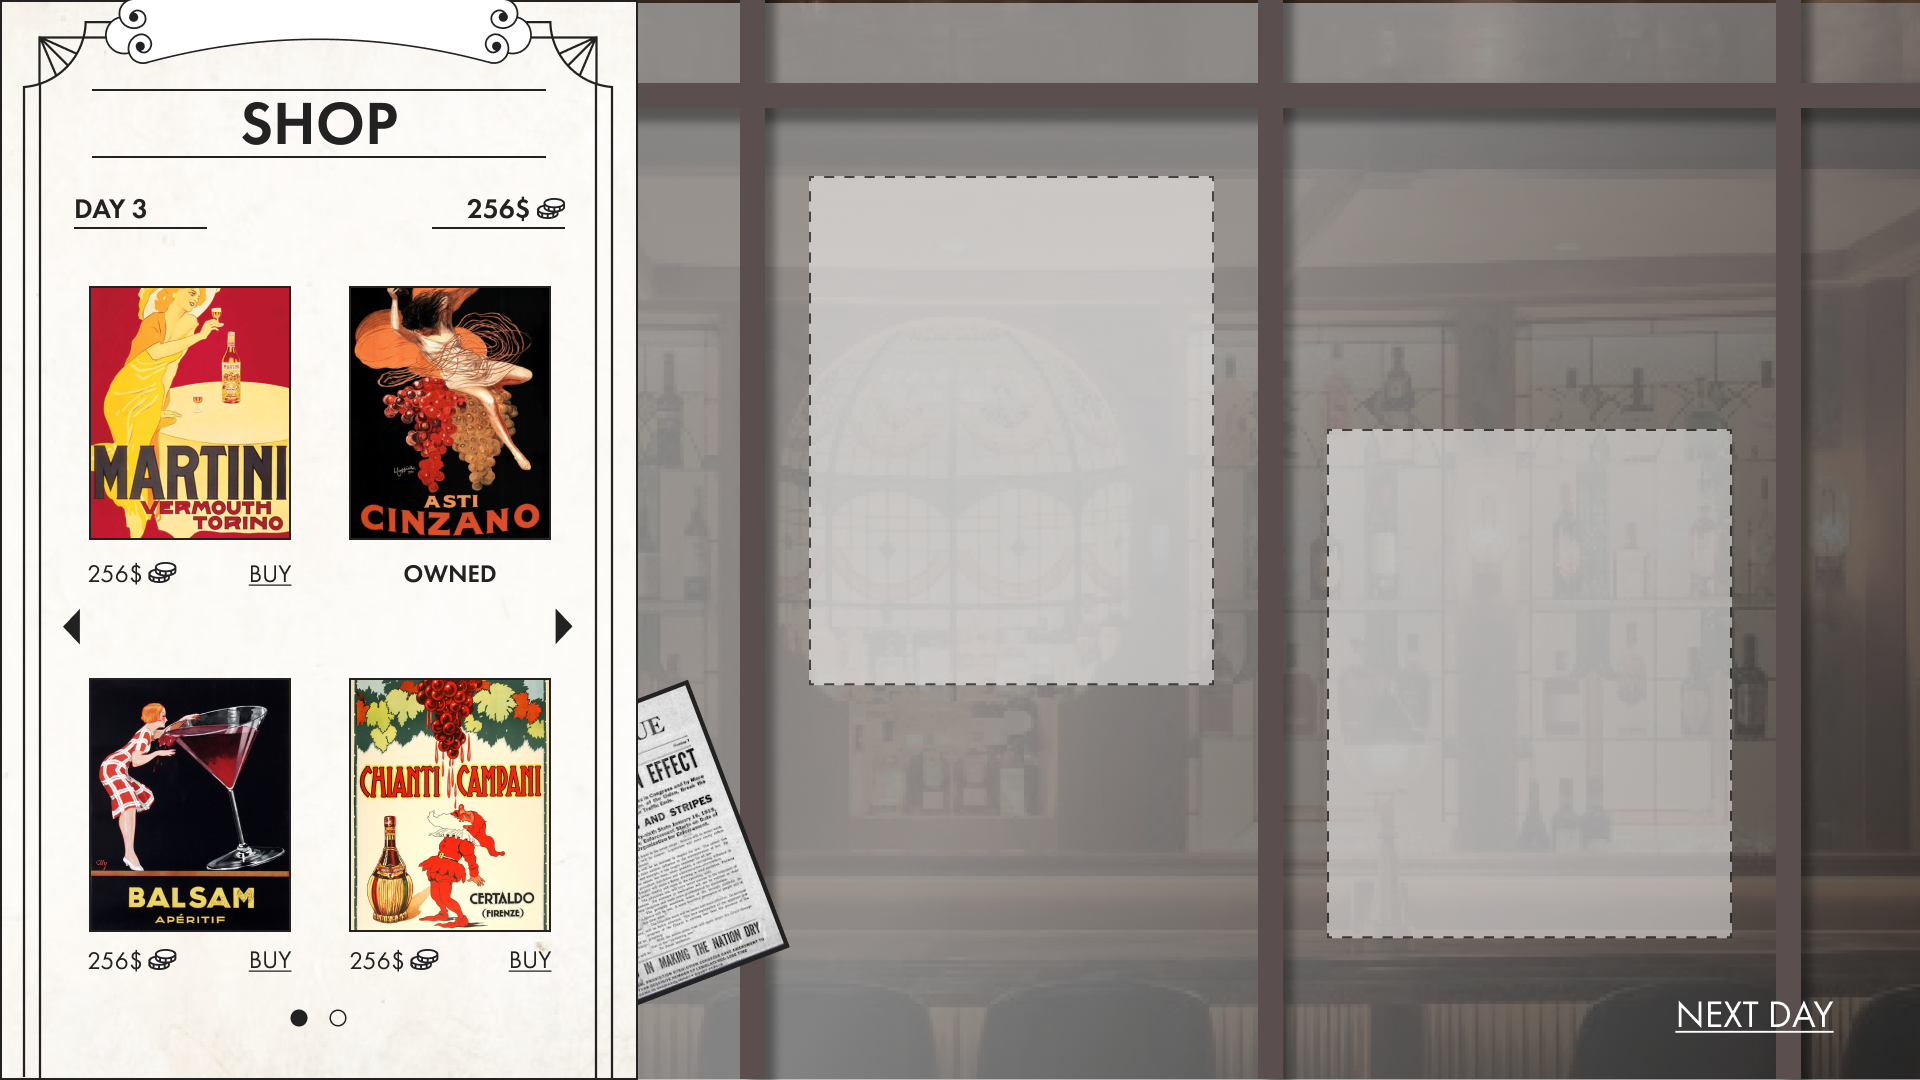 SHOP
DAY 3
256$
MARTINI
VERMOUTH
TORINO
ASTI
CINZANO
256$
BUY
OWNED
BALSAM
APÉRITIF
CHIANTI CAMPANI
CERTALDO
(FIRENZE)
256$
BUY
256$
BUY
UE
EFFECT
AND STRIPES
IN MAKING THE NATION DRY
NEXT DAY